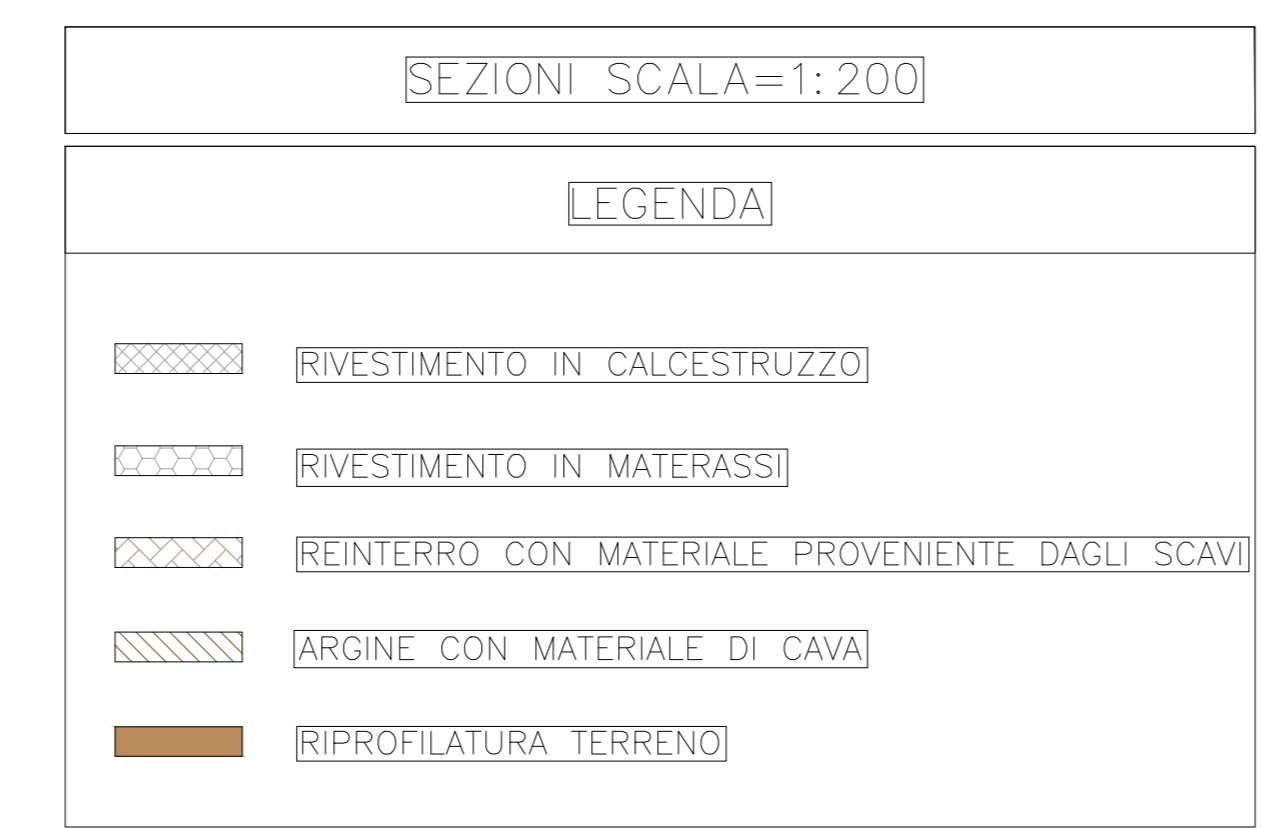 SEZIONI SCALA=1:200
LEGENDA
RIVESTIMENTO IN CALCESTRUZZO
RIVESTIMENTO IN MATERASSI
REINTERRO CON MATERIALE PROVENIENTE DAGLI SCAVI
ARGINE CON MATERIALE DI CAVA
RIPROFILATURA TERRENO